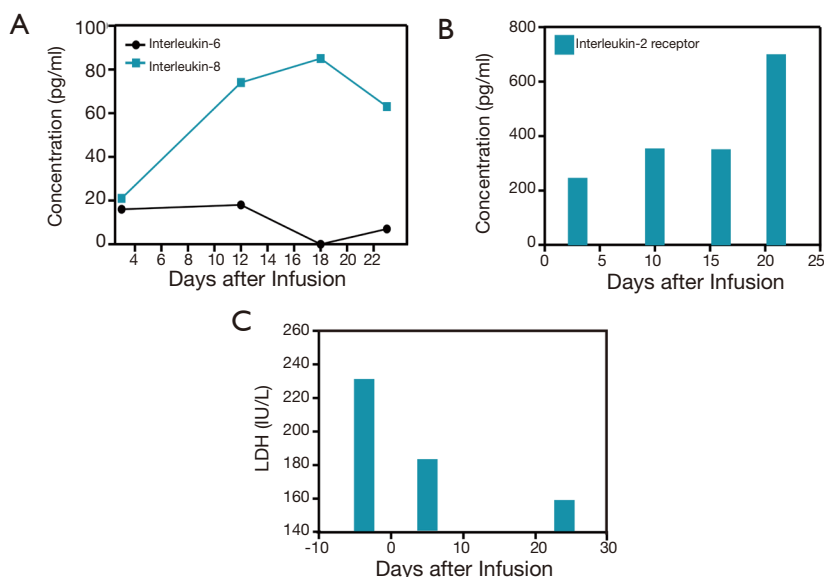 A
Interleukin-6
Interleukin-8
Concentration (pg/ml)
100
80
60
40
20
0
4 6 8 10 12 14 16 18 20 22
Days after Infusion
B
Interleukin-2 receptor
Concentration (pg/ml)
800
600
400
200
0
0 5 10 15 20 25
Days after Infusion
C
LDH (IU/L)
260
240
220
200
180
160
140
-10 0 10 20 30
Days after Infusion